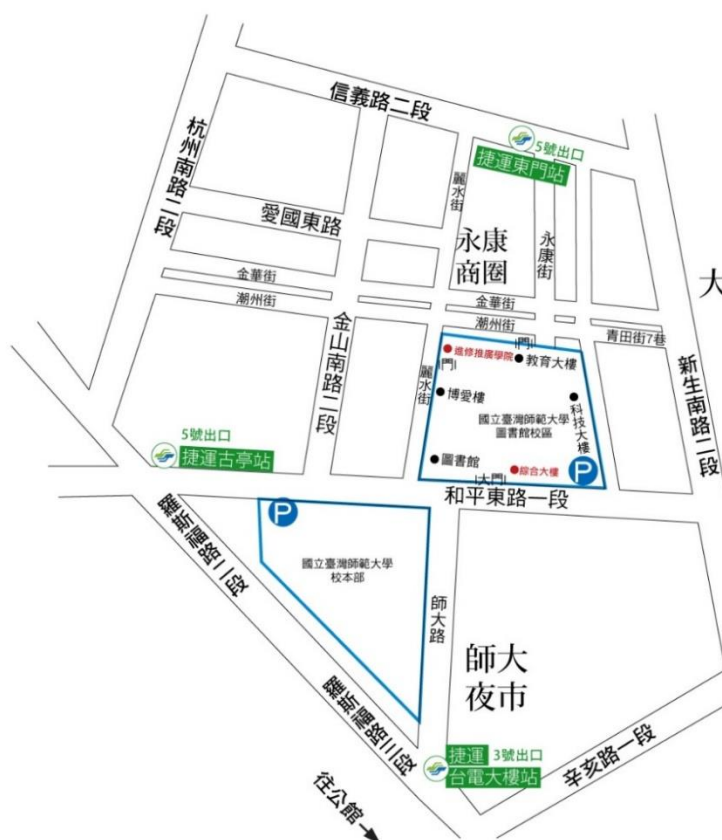 信義路二段
5號出口
捷運東門站
杭州南路二段
麗水街
愛國東路
永康
商圈
永康街
大
金華街
金華街
潮州街
潮州街
青田街7巷
金山南路二段
新生南路二段
門
進修推廣學院
門
教育大樓
麗水街
博愛樓
國立臺灣師範大學
圖書館校區
科技大樓
5號出口
捷運古亭站
圖書館
綜合大樓
P
大門
和平東路一段
P
羅斯福路二段
國立臺灣師範大學
校本部
師大路
師大
夜市
羅斯福路三段
捷運 3號出口
台電大樓站
辛亥路一段
往公館